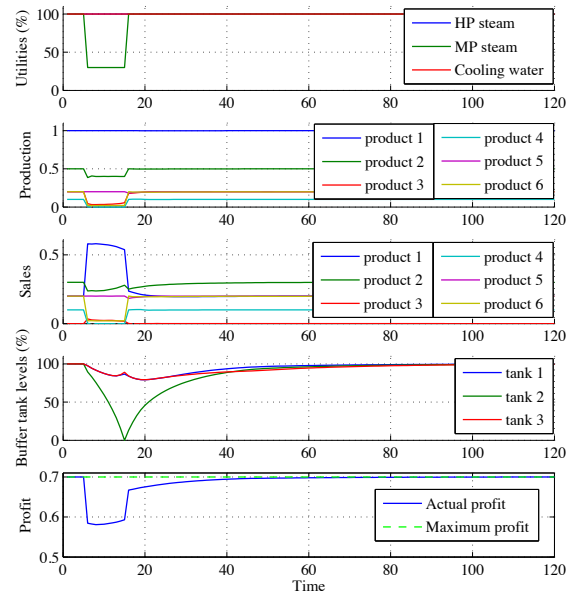 Utilities (%)
100
50
0
0 20 40 60 80 100 120
HP steam
MP steam
Cooling water
Production
1
0.5
0
0 20 40 60 80 100 120
product 1
product 2
product 3
product 4
product 5
product 6
Sales
0.5
0
0 20 40 60 80 100 120
product 1
product 2
product 3
product 4
product 5
product 6
Buffer tank levels (%)
100
50
0
0 20 40 60 80 100 120
tank 1
tank 2
tank 3
Profit
0.7
0.6
0.5
0 20 40 60 80 100 120
Actual profit
Maximum profit
Time